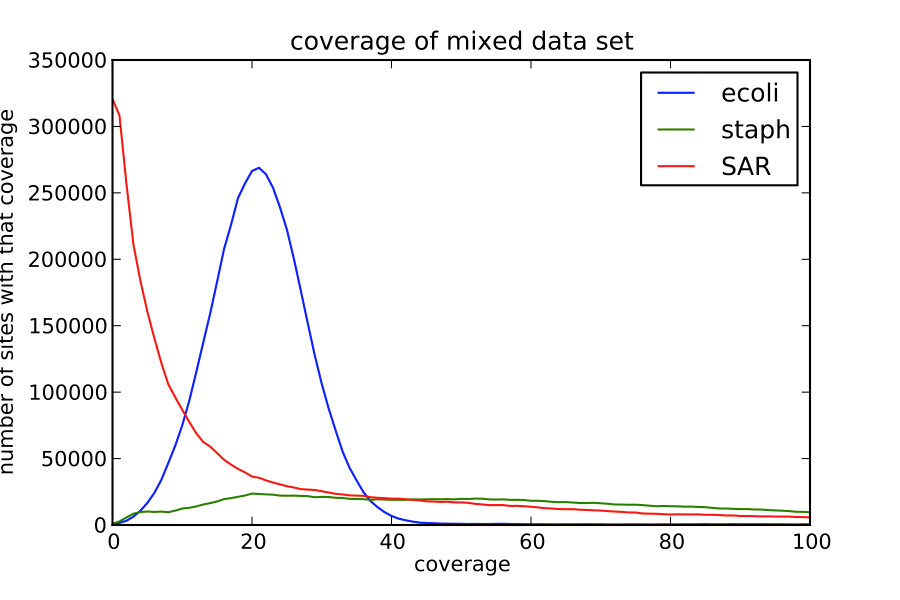 coverage of mixed data set
number of sites with that coverage
350000
300000
250000
200000
150000
100000
50000
0
ecoli
staph
SAR
0 20 40 60 80 100
coverage